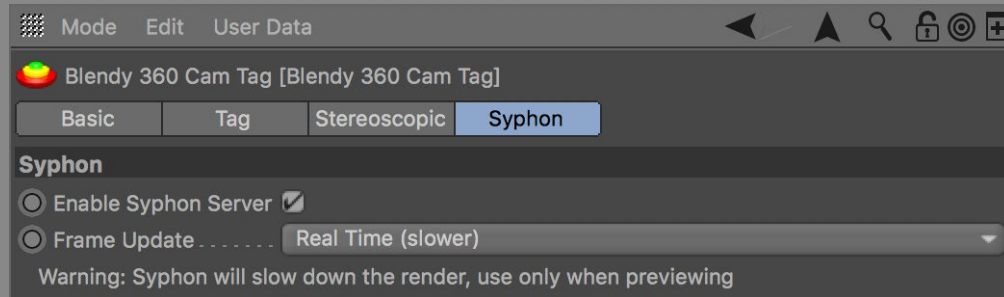 Mode Edit User Data
Blendy 360 Cam Tag [Blendy 360 Cam Tag]
Basic Tag Stereoscopic Syphon
Syphon
Enable Syphon Server
Frame Update ....... Real Time (slower)
Warning: Syphon will slow down the render, use only when previewing